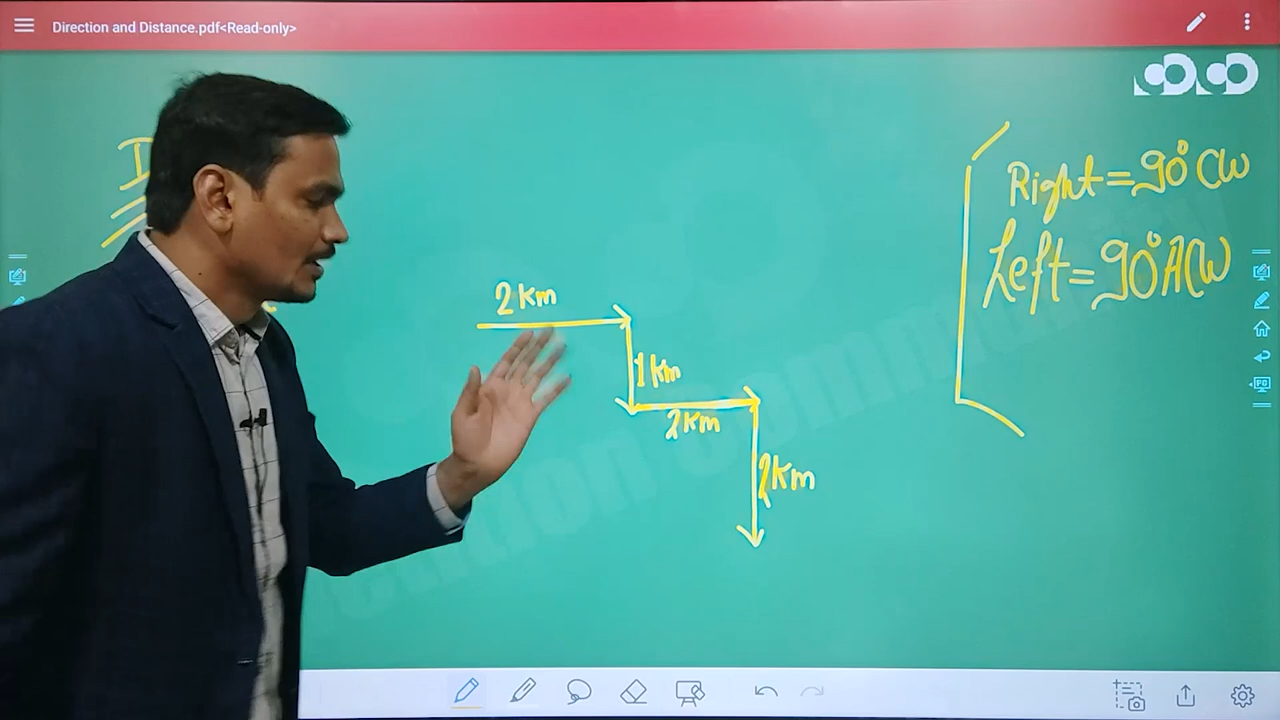 Direction and Distance.pdf<Read-only>
Right = 90° CW
Left = 90° ACW
2 Km
1 Km
2 Km
2 Km